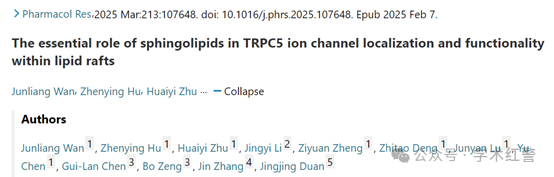 Pharmacol Res, 2025 Mar:213:107648. doi: 10.1016/j.phrs.2025.107648. Epub 2025 Feb 7.
The essential role of sphingolipids in TRPC5 ion channel localization and functionality
within lipid rafts
Junliang Wan, Zhenying Hu, Huaiyi Zhu ··· — Collapse
Authors
Junliang Wan 1 , Zhenying Hu 1 , Huaiyi Zhu 1 , Jingyi Li 2 , Ziyuan Zheng 1 , Zhitao Deng 1 , Junyan Lu 1 , Yu
Chen 1 , Gui-Lan Chen 3 , Bo Zeng 3 , Jin Zhang 4 , Jingjing Duan 5
公众号 · 学术红警